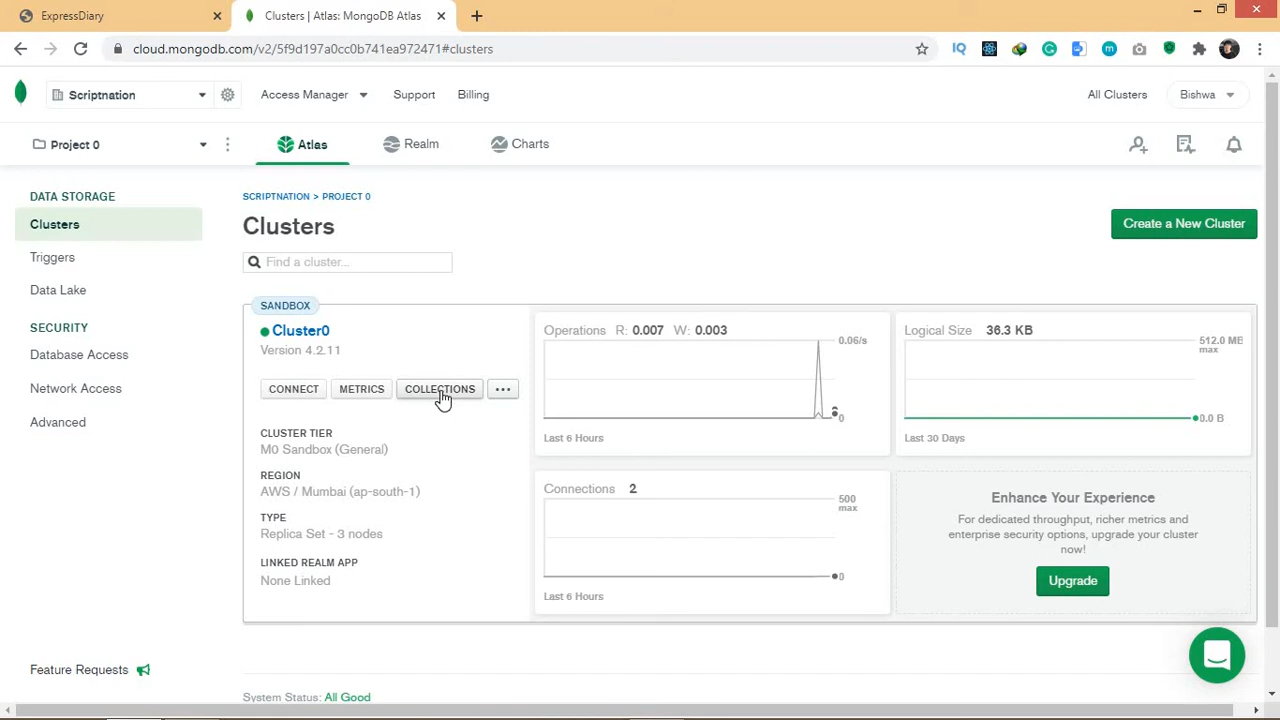 ExpressDiary
Clusters | Atlas: MongoDB Atlas
cloud.mongodb.com/v2/5f9d197a0cc0b741ea972471#clusters
Scriptnation
Access Manager
Support
Billing
All Clusters
Bishwa
Project 0
Atlas
Realm
Charts
DATA STORAGE
Clusters
Triggers
Data Lake
SECURITY
Database Access
Network Access
Advanced
Feature Requests
SCRIPTNATION > PROJECT 0
Clusters
Create a New Cluster
Find a cluster...
SANDBOX
Cluster0
Version 4.2.11
CONNECT
METRICS
COLLECTIONS
...
CLUSTER TIER
M0 Sandbox (General)
REGION
AWS / Mumbai (ap-south-1)
TYPE
Replica Set - 3 nodes
LINKED REALM APP
None Linked
Operations R: 0.007 W: 0.003
0.06/s
0
Last 6 Hours
Logical Size 36.3 KB
512.0 MB
max
0.0 B
Last 30 Days
Connections 2
500
max
0
Last 6 Hours
Enhance Your Experience
For dedicated throughput, richer metrics and
enterprise security options, upgrade your cluster
now!
Upgrade
System Status: All Good